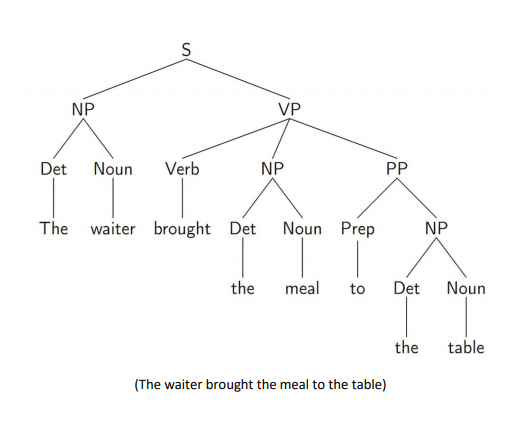 S
NP VP
Det Noun Verb NP PP
The waiter brought Det Noun Prep NP
the meal to Det Noun
the table
(The waiter brought the meal to the table)